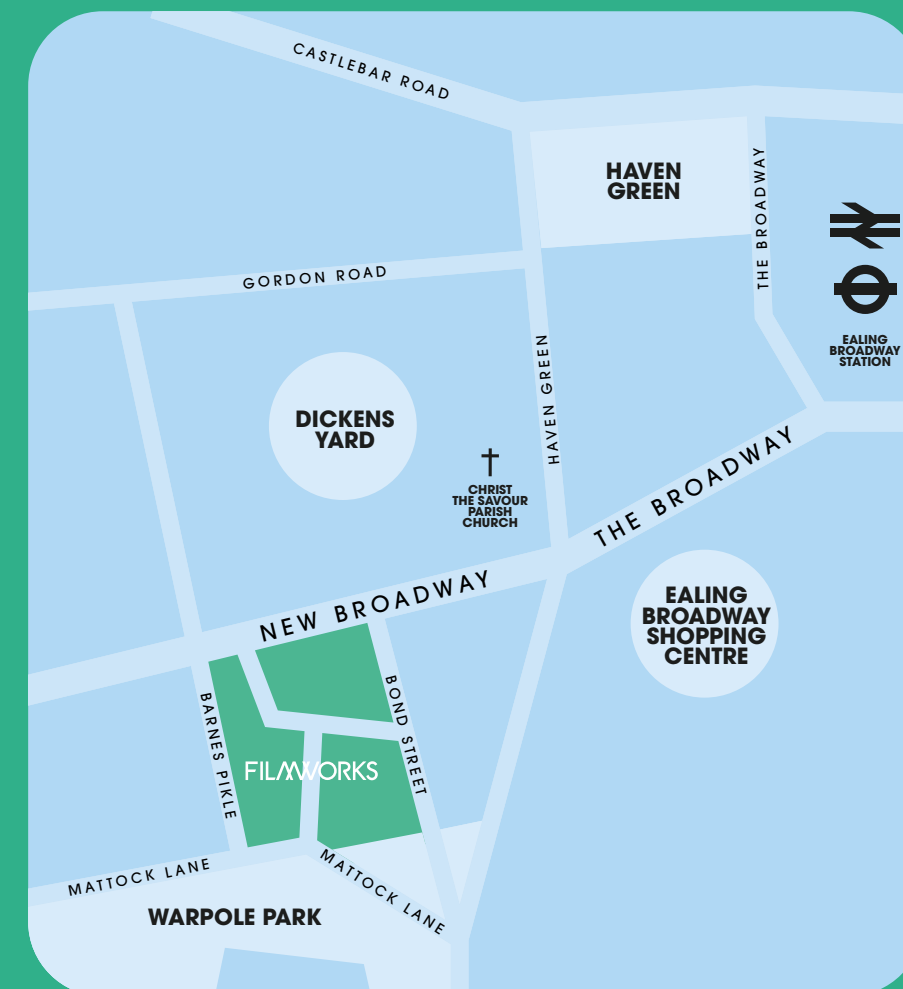 CASTLEBAR ROAD
HAVEN
GREEN
THE BROADWAY
GORDON ROAD
EALING
BROADWAY
STATION
HAVEN GREEN
DICKENS
YARD
CHRIST
THE SAVOUR
PARISH
CHURCH
THE BROADWAY
NEW BROADWAY
EALING
BROADWAY
SHOPPING
CENTRE
BARNES PIKLE
BOND STREET
FILMWORKS
MATTOCK LANE
MATTOCK LANE
WARPOLE PARK